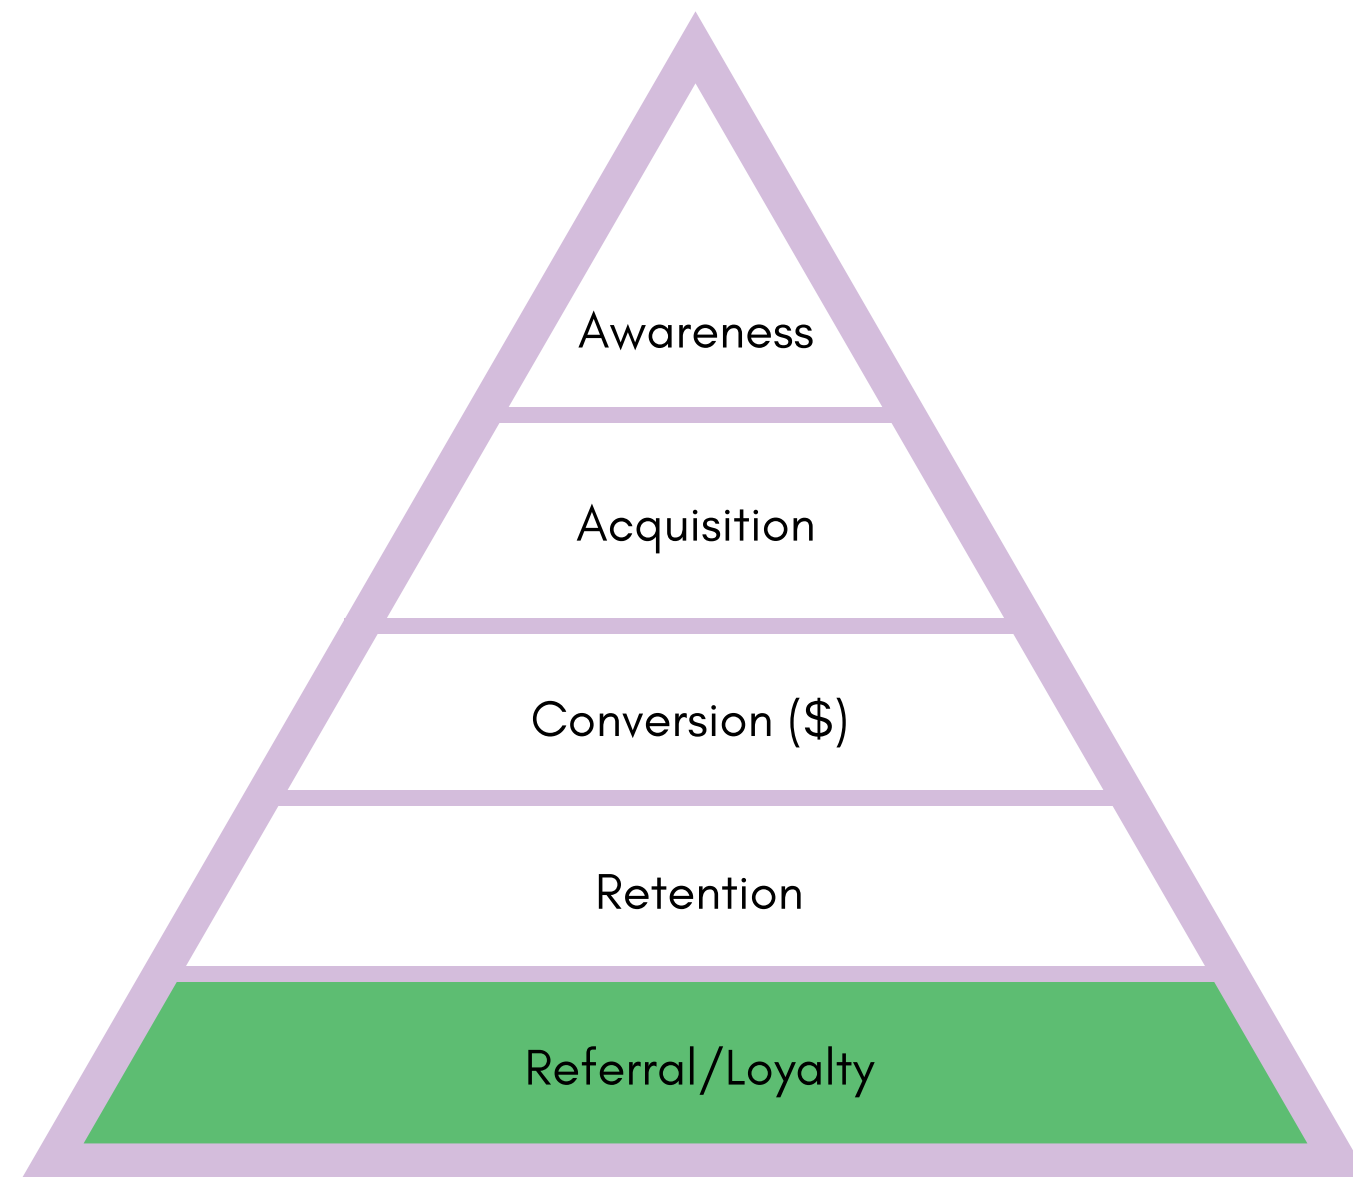 Awareness
Acquisition
Conversion ($)
Retention
Referral/Loyalty